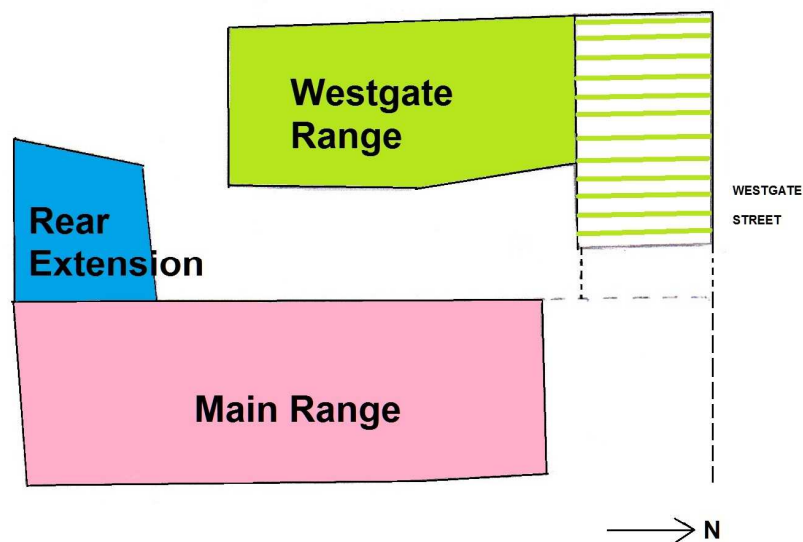 Westgate
Range
WESTGATE
STREET
Rear
Extension
Main Range
N